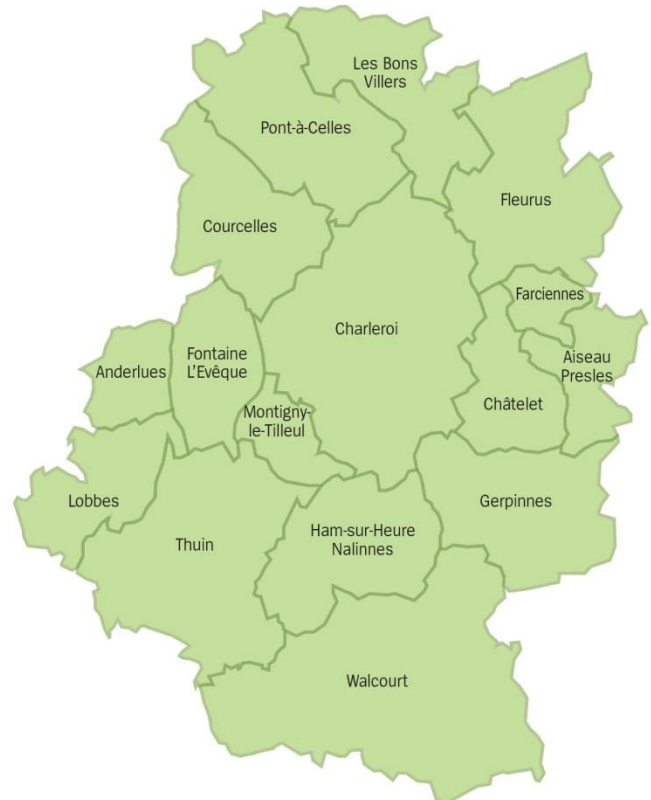 Les Bons
Villers
Pont-à-Celles
Fleurus
Courcelles
Farciennes
Charleroi
Aiseau
Presles
Fontaine
L'Evêque
Anderlues
Châtelet
Montigny-
le-Tilleul
Lobbes
Gerpinnes
Ham-sur-Heure
Nalinnes
Thuin
Walcourt